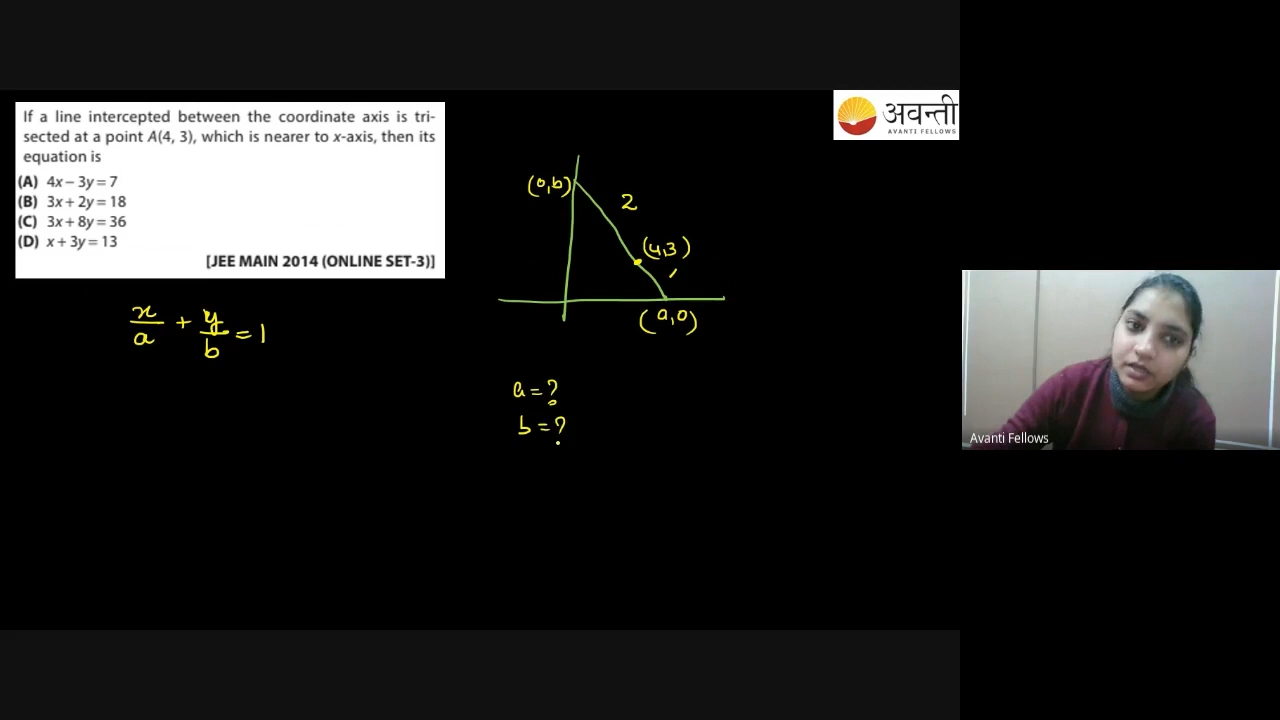 If a line intercepted between the coordinate axis is tri-
sected at a point A(4, 3), which is nearer to x-axis, then its
equation is
(A) 4x – 3y = 7
(B) 3x + 2y = 18
(C) 3x + 8y = 36
(D) x + 3y = 13
[JEE MAIN 2014 (ONLINE SET-3)]
x/a + y/b = 1
अवन्ती
AVANTI FELLOWS
(0,b)
2
(4,3)
(a,0)
a = ?
b = ?
Avanti Fellows